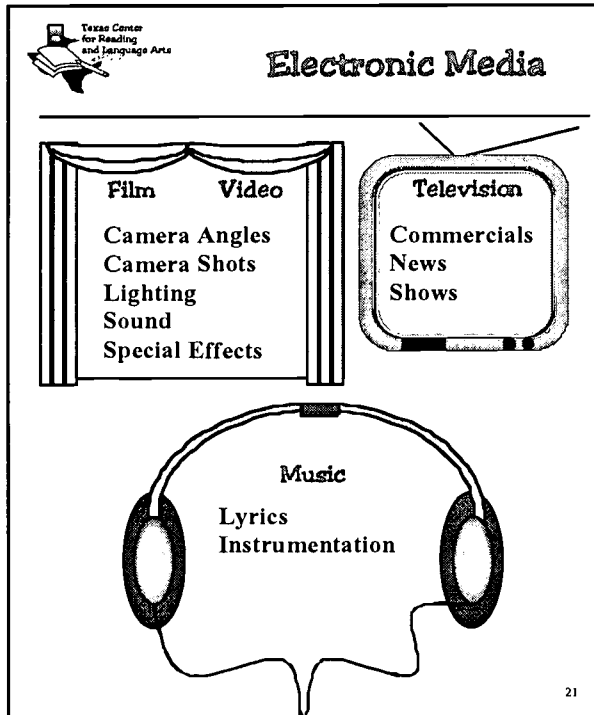 Texas Center
for Reading
and Language Arts
Electronic Media
Film Video
Camera Angles
Camera Shots
Lighting
Sound
Special Effects
Television
Commercials
News
Shows
Music
Lyrics
Instrumentation
21